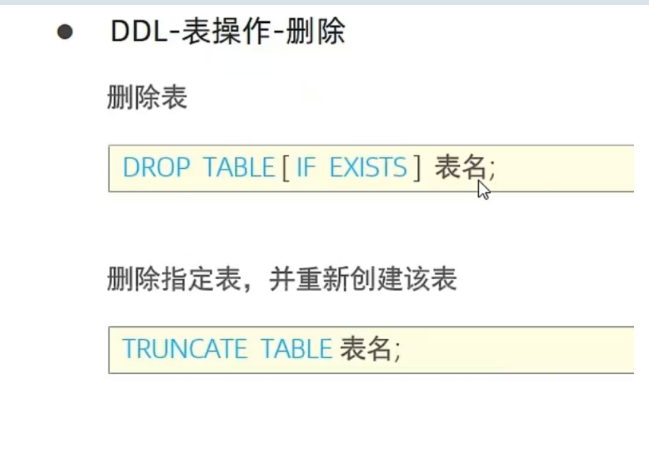 ● DDL-表操作-删除
删除表
DROP TABLE [ IF EXISTS ] 表名;
删除指定表，并重新创建该表
TRUNCATE TABLE 表名;